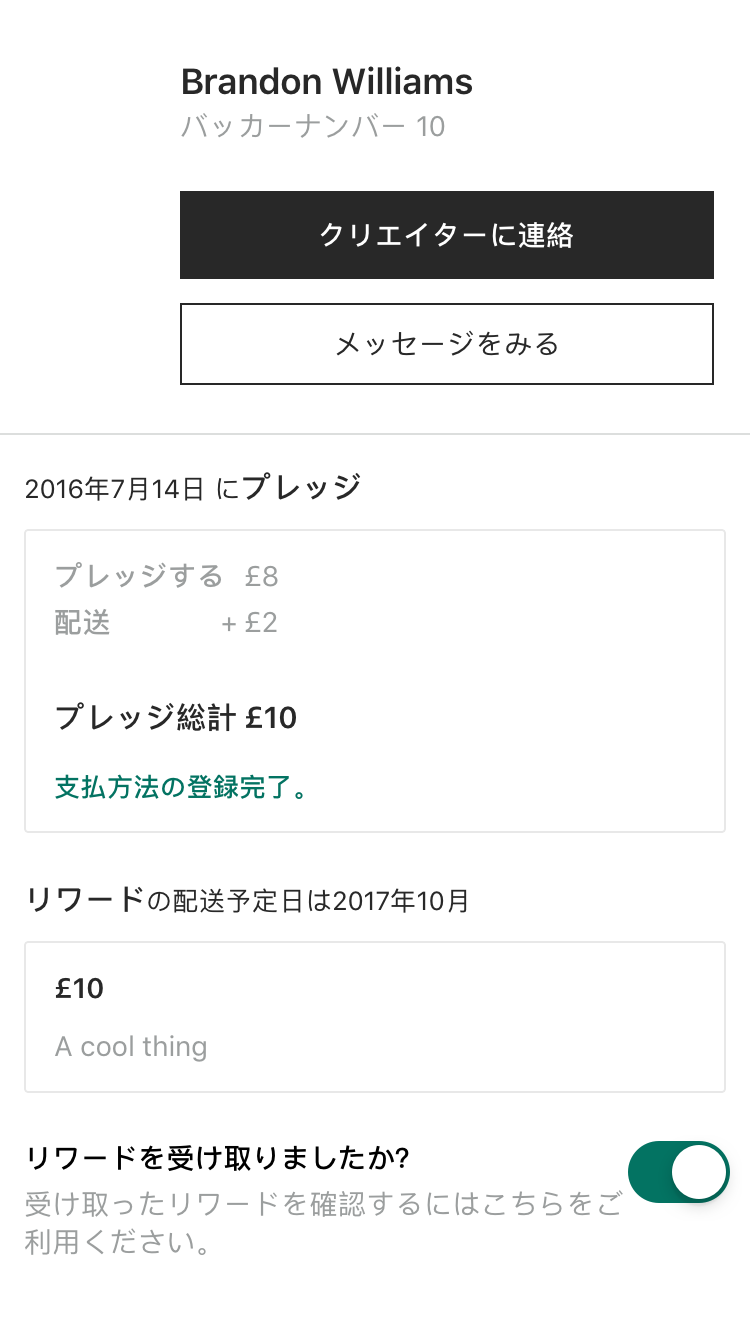 Brandon Williams
バッカーナンバー 10
クリエイターに連絡
メッセージをみる
2016年7月14日 にプレッジ
プレッジする £8
配送 + £2
プレッジ総計 £10
支払方法の登録完了。
リワードの配送予定日は2017年10月
£10
A cool thing
リワードを受け取りましたか?
受け取ったリワードを確認するにはこちらをご
利用ください。